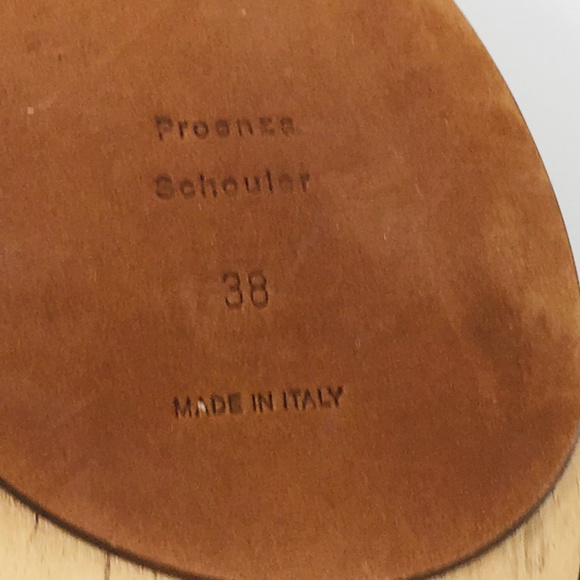 Proenza
Schouler
38
MADE IN ITALY